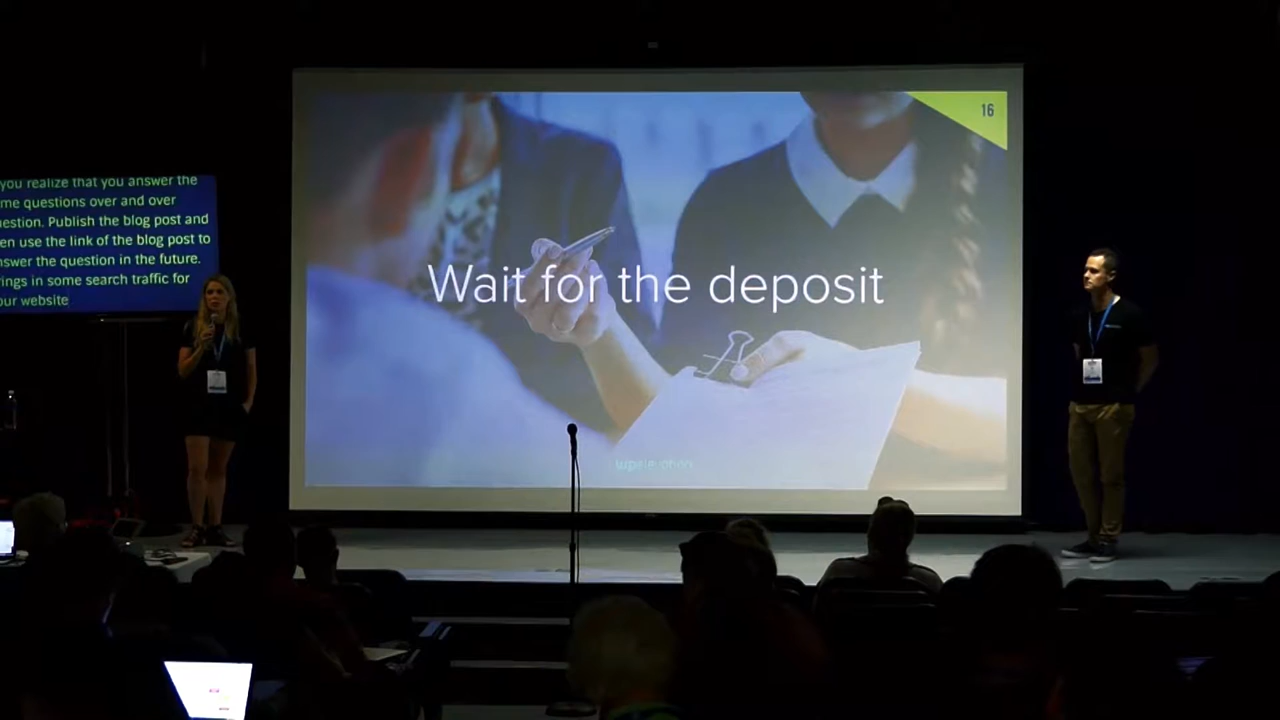 you realize that you answer the
me questions over and over
estion. Publish the blog post and
en use the link of the blog post to
nswer the question in the future.
rings in some search traffic for
our website
16
Wait for the deposit